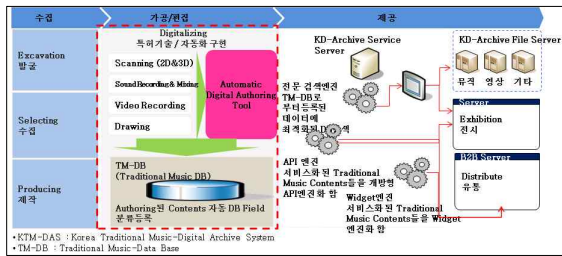 수집
가공/편집
제공
Excavation
발굴
Selecting
수집
Producing
제작
Digitalizing
특허기술/자동화 구현
Scanning (2D&3D)
Sound Recording & Mixing
Video Recording
Drawing
Automatic
Digital Authoring
Tool
TM-DB
(Traditional Music DB)
Authoring된 Contents 자동 DB Field
분류등록
KD-Archive Service
Server
전문 검색엔진
TM-DB로
부터등록된
데이터에
최적화된
API 엔진
서비스화 된 Traditional
Music Contents들을 개방형
API엔진화 함
Widget엔진
서비스화 된 Traditional
Music Contents들을 Widget
엔진화 함
KD-Archive File Server
뮤직 영상 기타
Server
Exhibition
전시
B2B Server
Distribute
유통
• KTM-DAS : Korea Traditional Music-Digital Archive System
• TM-DB : Traditional Music-Data Base